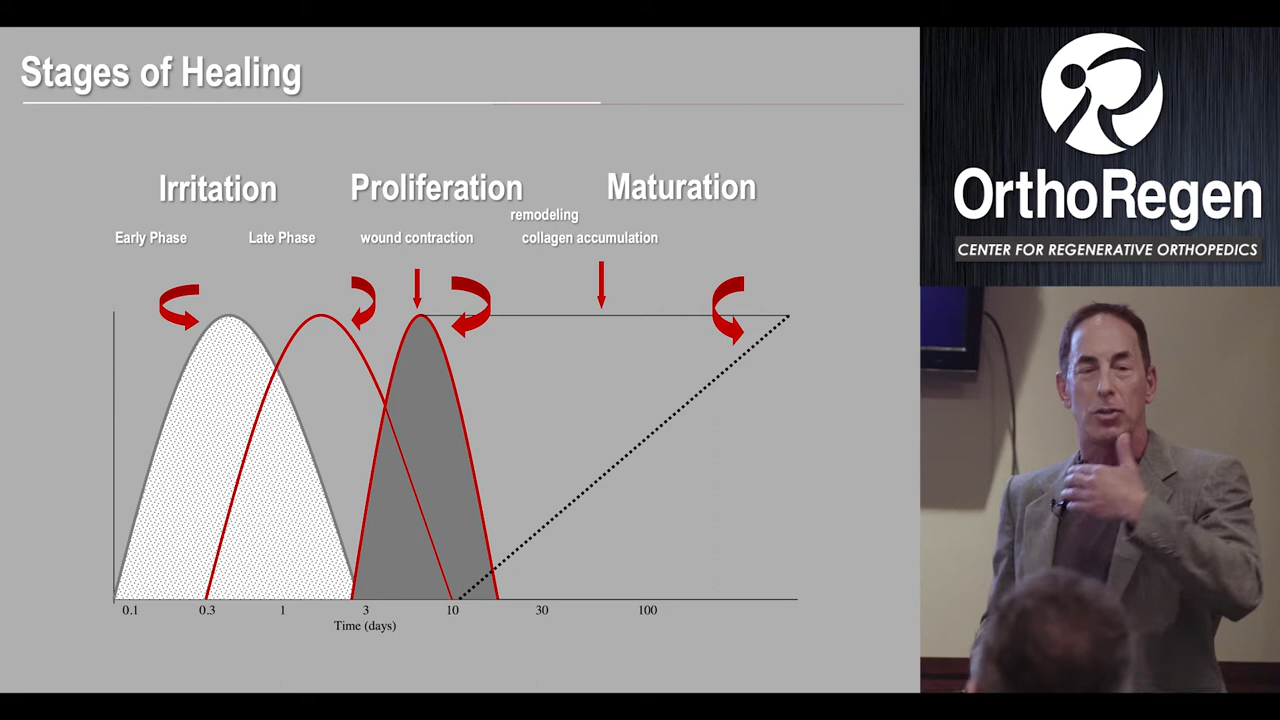 Stages of Healing
Irritation
Proliferation
Maturation
remodeling
Early Phase
Late Phase
wound contraction
collagen accumulation
0.1
0.3
1
3
10
30
100
Time (days)
OrthoRegen
CENTER FOR REGENERATIVE ORTHOPEDICS